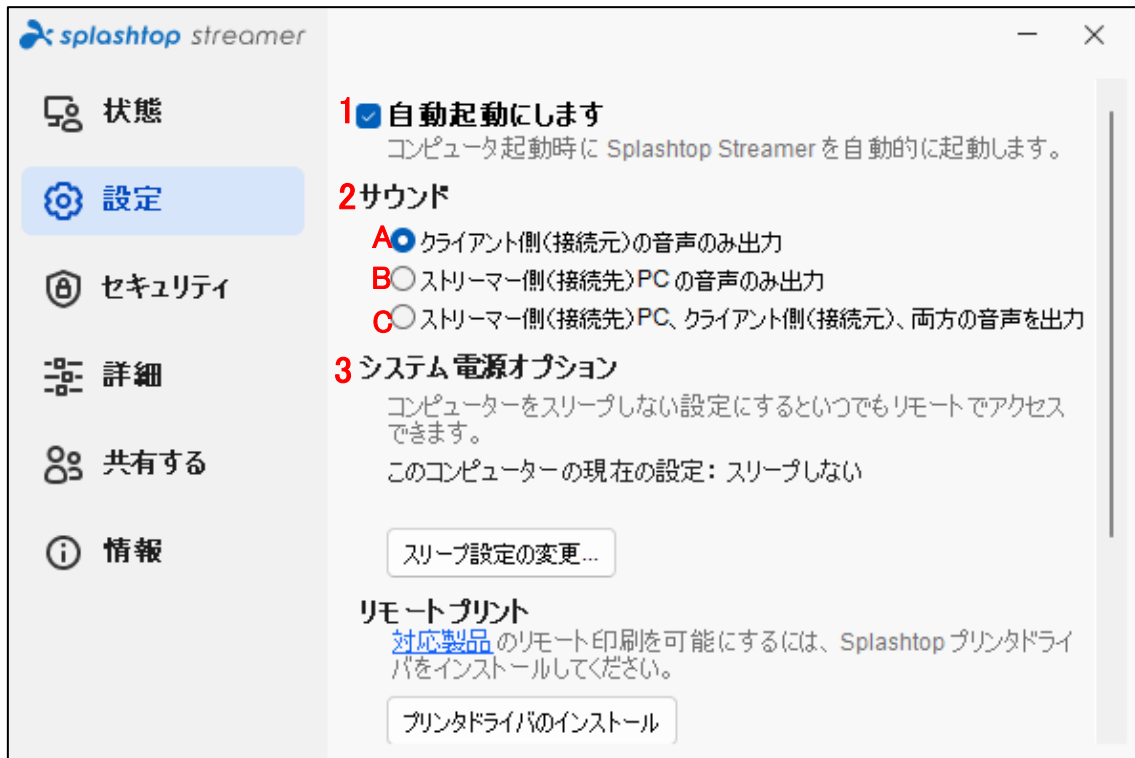 splashtop streamer
状態
設定
セキュリティ
詳細
共有する
情報
1 自動起動にします
コンピュータ起動時に Splashtop Streamer を自動的に起動します。
2 サウンド
A クライアント側(接続元)の音声のみ出力
B ストリーマー側(接続先)PC の音声のみ出力
C ストリーマー側(接続先)PC、クライアント側(接続元)、両方の音声を出力
3 システム電源オプション
コンピューターをスリープしない設定にするといつでもリモートでアクセス
できます。
このコンピューターの現在の設定: スリープしない
スリープ設定の変更...
リモートプリント
対応製品 のリモート印刷を可能にするには、Splashtop プリンタドライ
バをインストールしてください。
プリンタドライバのインストール